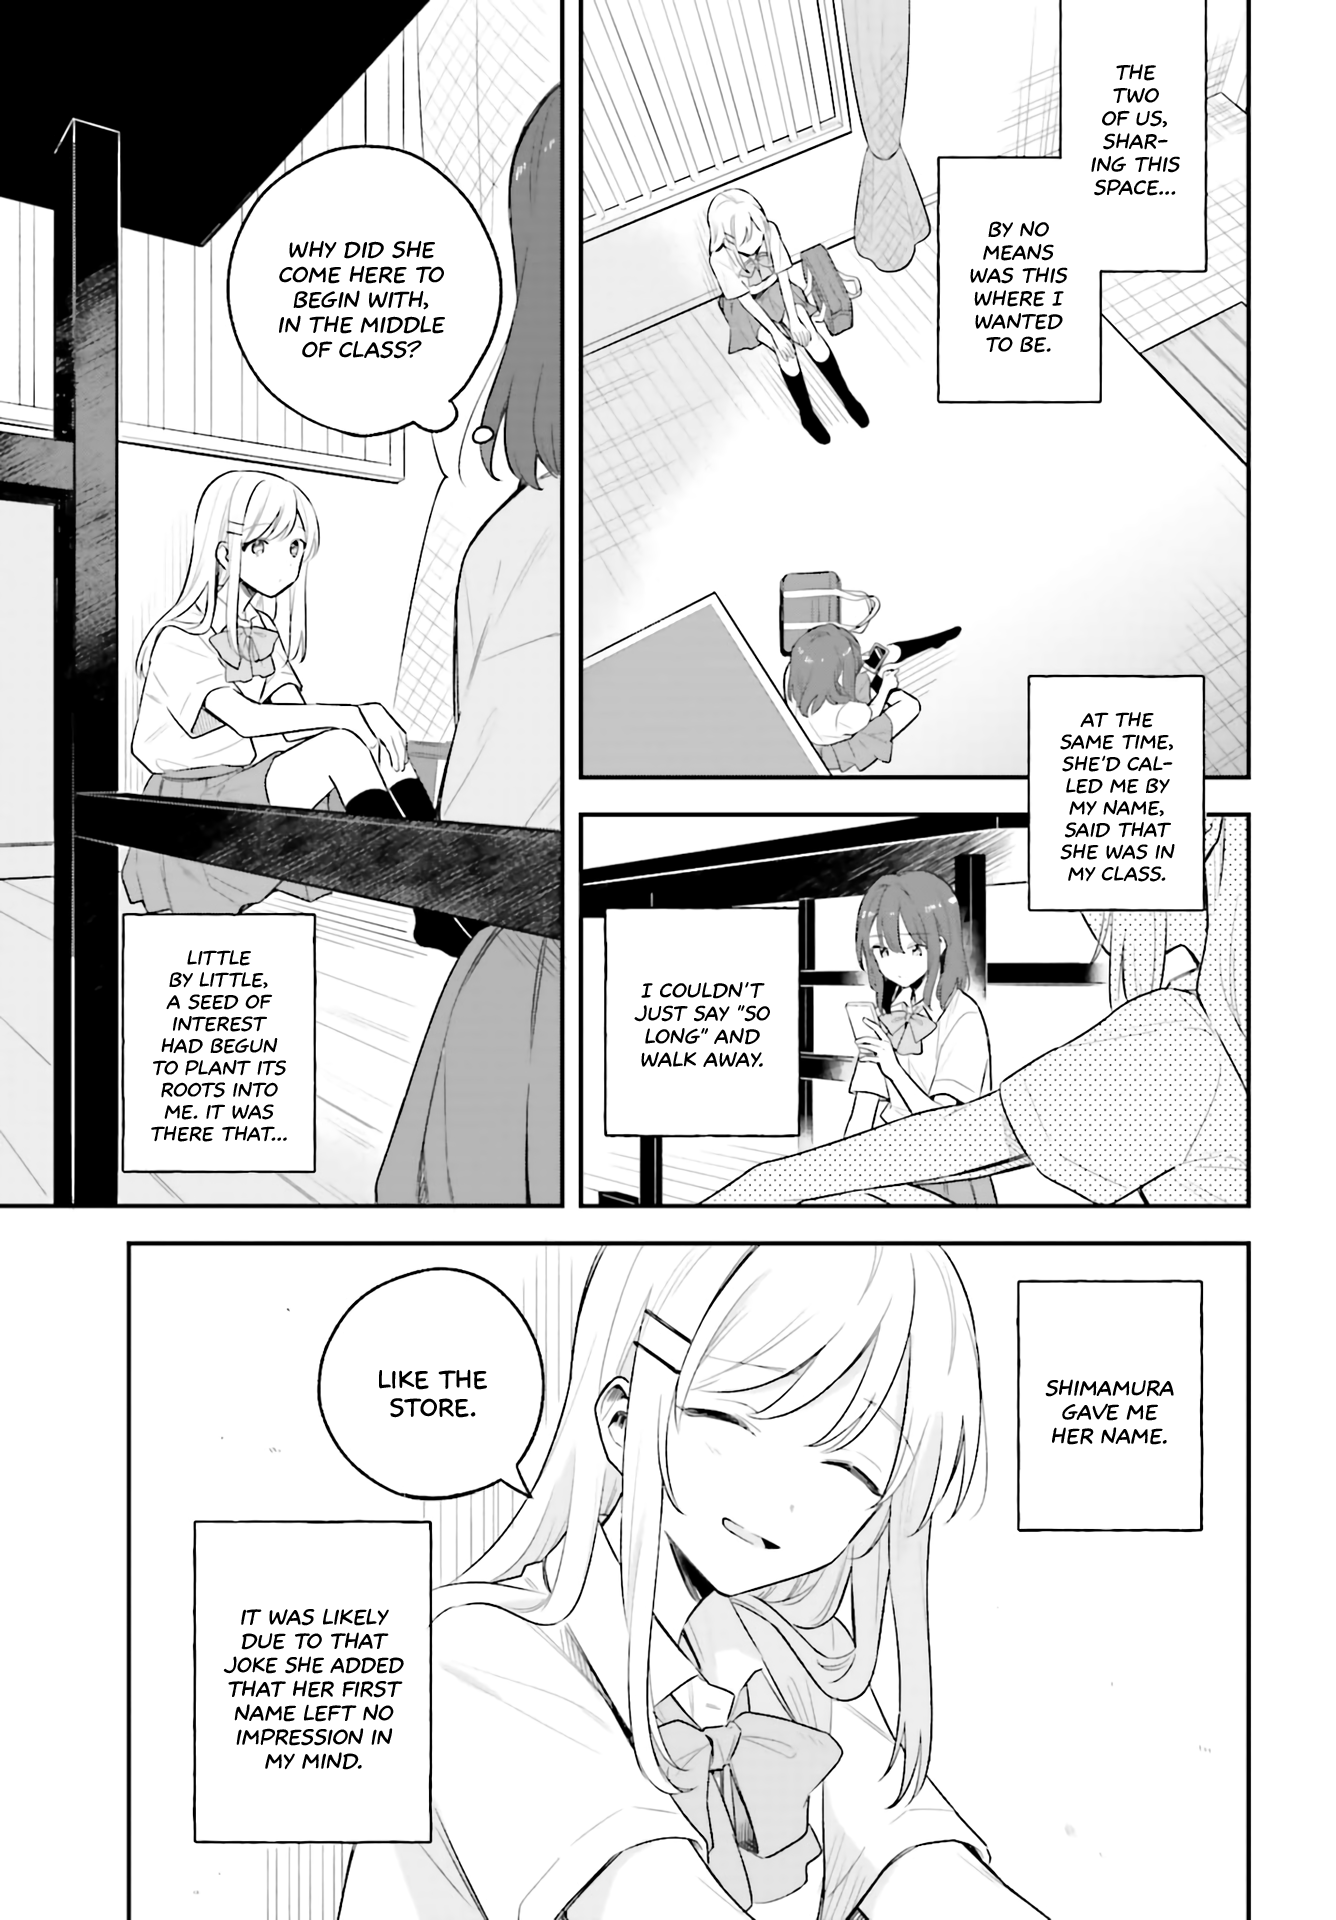 THE
TWO
OF US,
SHAR-
ING THIS
SPACE...
BY NO
MEANS
WAS THIS
WHERE I
WANTED
TO BE.
AT THE
SAME TIME,
SHE'D CAL-
LED ME BY
MY NAME,
SAID THAT
SHE WAS IN
MY CLASS.
I COULDN'T
JUST SAY "SO
LONG" AND
WALK AWAY.
WHY DID SHE
COME HERE TO
BEGIN WITH,
IN THE MIDDLE
OF CLASS?
LITTLE
BY LITTLE,
A SEED OF
INTEREST
HAD BEGUN
TO PLANT ITS
ROOTS INTO
ME. IT WAS
THERE THAT...
SHIMAMURA
GAVE ME
HER NAME.
LIKE THE
STORE.
IT WAS LIKELY
DUE TO THAT
JOKE SHE ADDED
THAT HER FIRST
NAME LEFT NO
IMPRESSION IN
MY MIND.